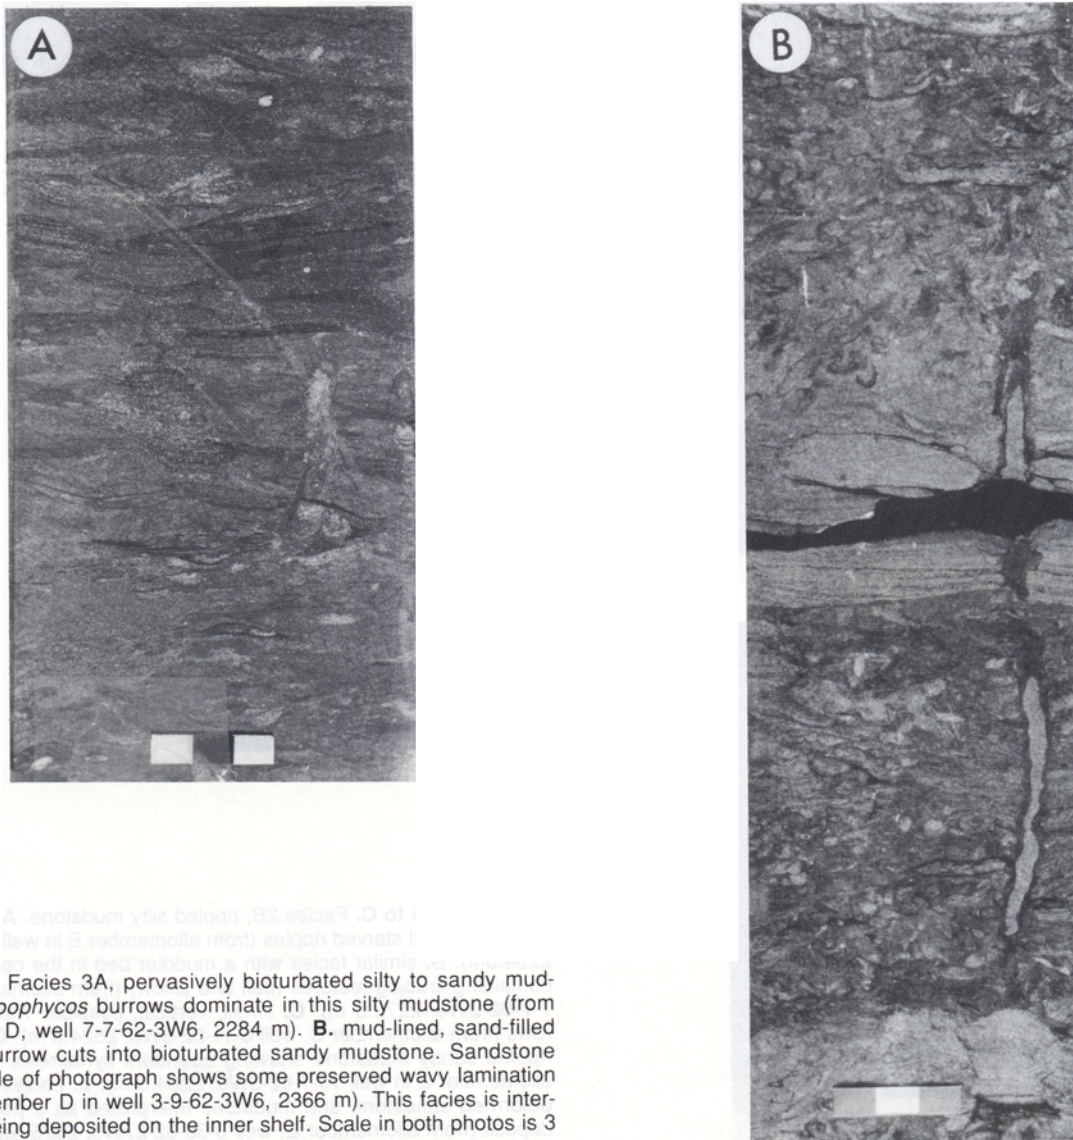 A
B
Facies 3A, pervasively bioturbated silty to sandy mud-
ophycos burrows dominate in this silty mudstone (from
D, well 7-7-62-3W6, 2284 m). B. mud-lined, sand-filled
urrow cuts into bioturbated sandy mudstone. Sandstone
le of photograph shows some preserved wavy lamination
ember D in well 3-9-62-3W6, 2366 m). This facies is inter-
eing deposited on the inner shelf. Scale in both photos is 3